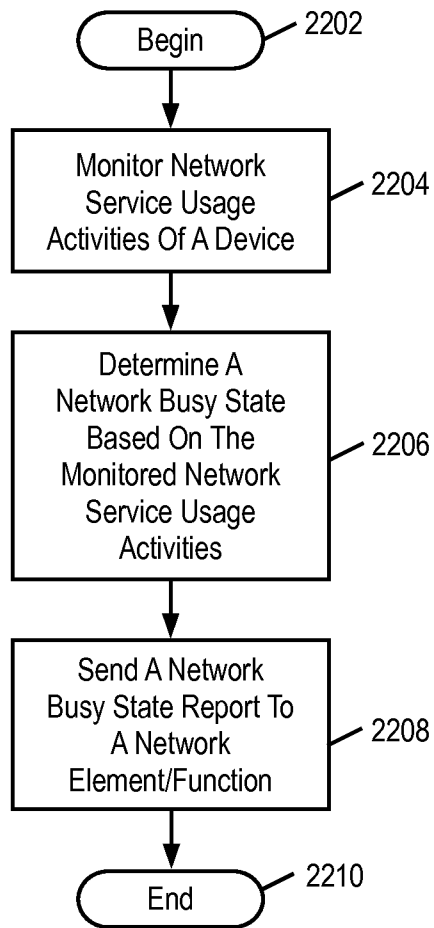 Begin
2202
Monitor Network
Service Usage
Activities Of A Device
2204
Determine A
Network Busy State
Based On The
Monitored Network
Service Usage
Activities
2206
Send A Network
Busy State Report To
A Network
Element/Function
2208
End
2210